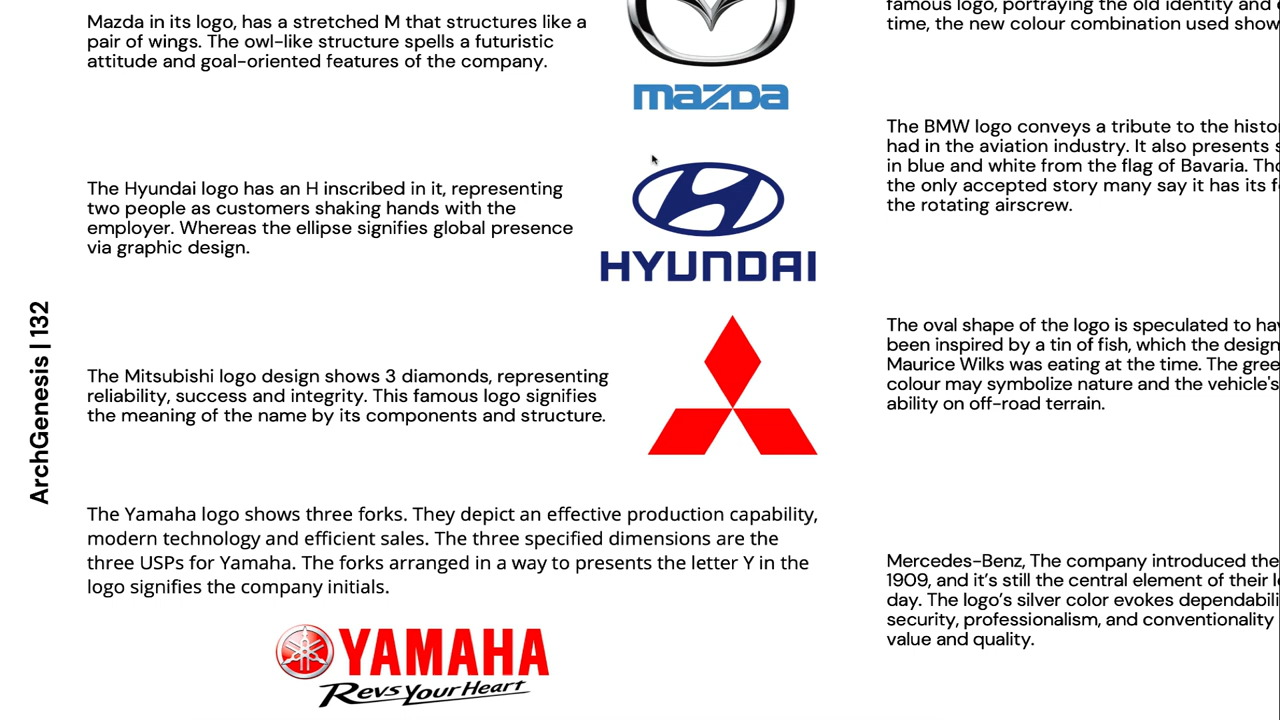 Mazda in its logo, has a stretched M that structures like a
pair of wings. The owl-like structure spells a futuristic
attitude and goal-oriented features of the company.
mazda
The Hyundai logo has an H inscribed in it, representing
two people as customers shaking hands with the
employer. Whereas the ellipse signifies global presence
via graphic design.
HYUNDAI
ArchGenesis | 132
The Mitsubishi logo design shows 3 diamonds, representing
reliability, success and integrity. This famous logo signifies
the meaning of the name by its components and structure.
The Yamaha logo shows three forks. They depict an effective production capability,
modern technology and efficient sales. The three specified dimensions are the
three USPs for Yamaha. The forks arranged in a way to presents the letter Y in the
logo signifies the company initials.
YAMAHA
Revs Your Heart
famous logo, portraying the old identity and
time, the new colour combination used show
The BMW logo conveys a tribute to the histo
had in the aviation industry. It also presents
in blue and white from the flag of Bavaria. Tho
the only accepted story many say it has its f
the rotating airscrew.
The oval shape of the logo is speculated to hav
been inspired by a tin of fish, which the design
Maurice Wilks was eating at the time. The gree
colour may symbolize nature and the vehicle's
ability on off-road terrain.
Mercedes-Benz, The company introduced the
1909, and it's still the central element of their l
day. The logo's silver color evokes dependabili
security, professionalism, and conventionality
value and quality.